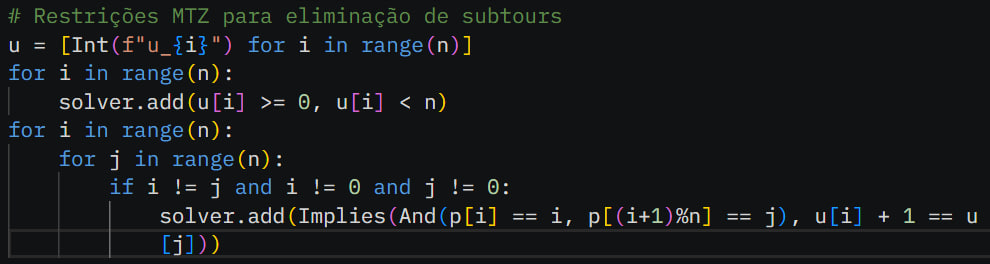 # Restrições MTZ para eliminação de subtours
u = [Int(f"u_{i}") for i in range(n)]
for i in range(n):
    solver.add(u[i] >= 0, u[i] < n)
for i in range(n):
    for j in range(n):
        if i != j and i != 0 and j != 0:
            solver.add(Implies(And(p[i] == i, p[(i+1)%n] == j), u[i] + 1 == u
            [j]))